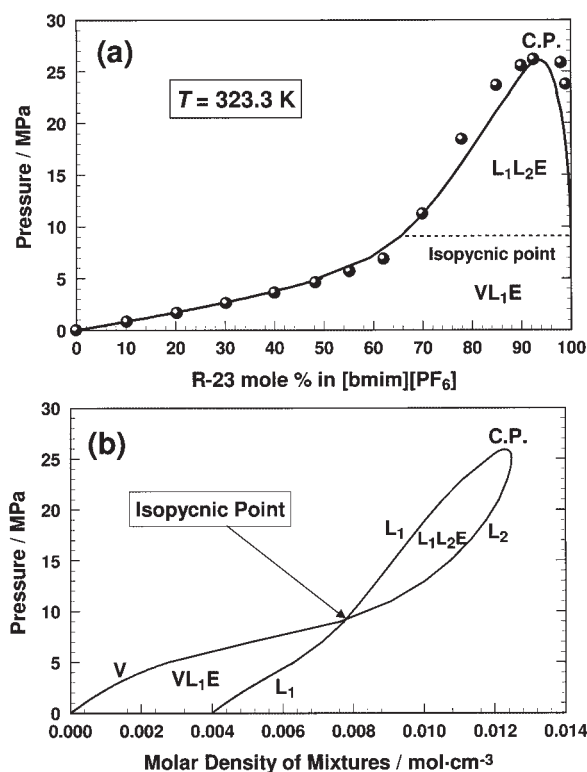 (a)
C.P.
T = 323.3 K
L₁L₂E
Isopycnic point
VL₁E
Pressure / MPa
30
25
20
15
10
5
0
0 10 20 30 40 50 60 70 80 90 100
R-23 mole % in [bmim][PF₆]
(b)
C.P.
Isopycnic Point
L₁
L₁L₂E
L₂
V
VL₁E
L₁
Pressure / MPa
30
25
20
15
10
5
0
0.000 0.002 0.004 0.006 0.008 0.010 0.012 0.014
Molar Density of Mixtures / mol·cm⁻³